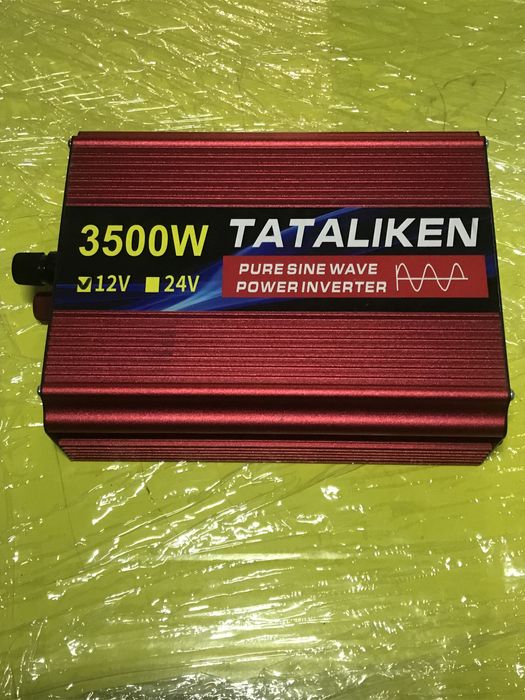 3500W
TATALIKEN
12V 24V
PURE SINE WAVE
POWER INVERTER